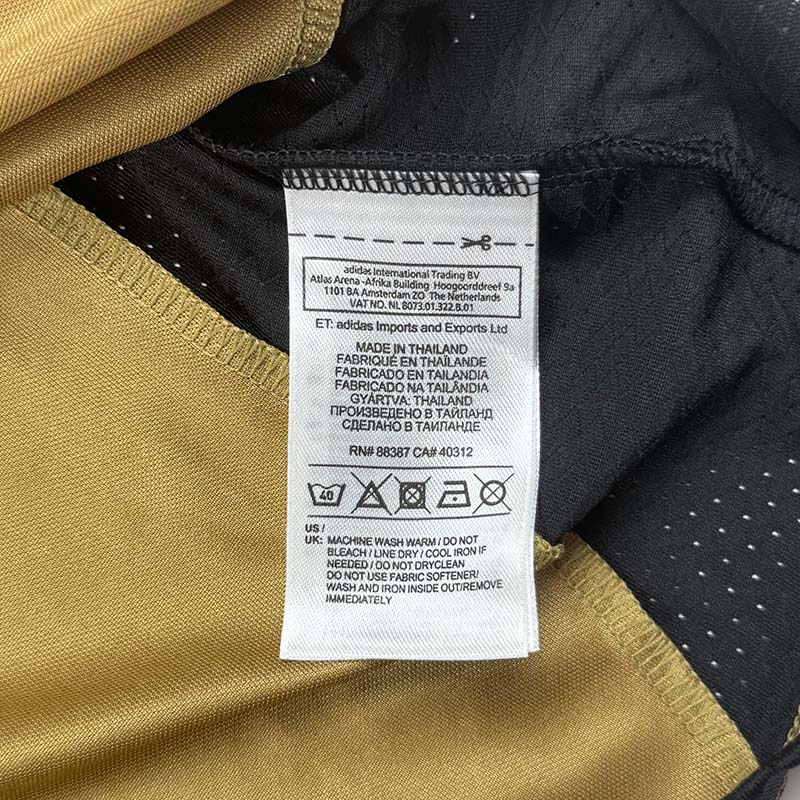 adidas International Trading BV
Atlas Arena -Afrika Building Hoogoorddreef 9a
1101 BA Amsterdam ZO The Netherlands
VAT NO. NL 8073.01.322.B.01
ET: adidas Imports and Exports Ltd
MADE IN THAILAND
FABRIQUÉ EN THAÏLANDE
FABRICADO EN TAILANDIA
FABRICADO NA TAILÂNDIA
GYÁRTVA: THAILAND
ПРОИЗВЕДЕНО В ТАЙЛАНД
СДЕЛАНО В ТАИЛАНДЕ
RN# 88387 CA# 40312
40
US /
UK: MACHINE WASH WARM / DO NOT
BLEACH / LINE DRY / COOL IRON IF
NEEDED / DO NOT DRYCLEAN
DO NOT USE FABRIC SOFTENER/
WASH AND IRON INSIDE OUT/REMOVE
IMMEDIATELY